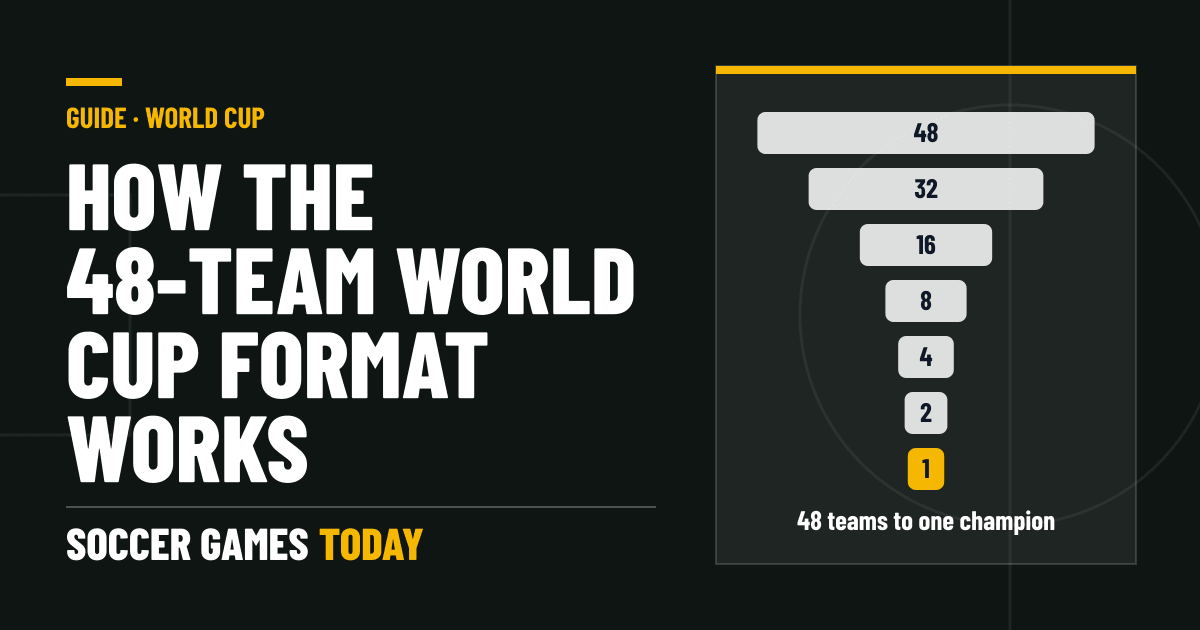 GUIDE · WORLD CUP
HOW THE
48-TEAM WORLD
CUP FORMAT
WORKS
SOCCER GAMES TODAY
48
32
16
8
4
2
1
48 teams to one champion